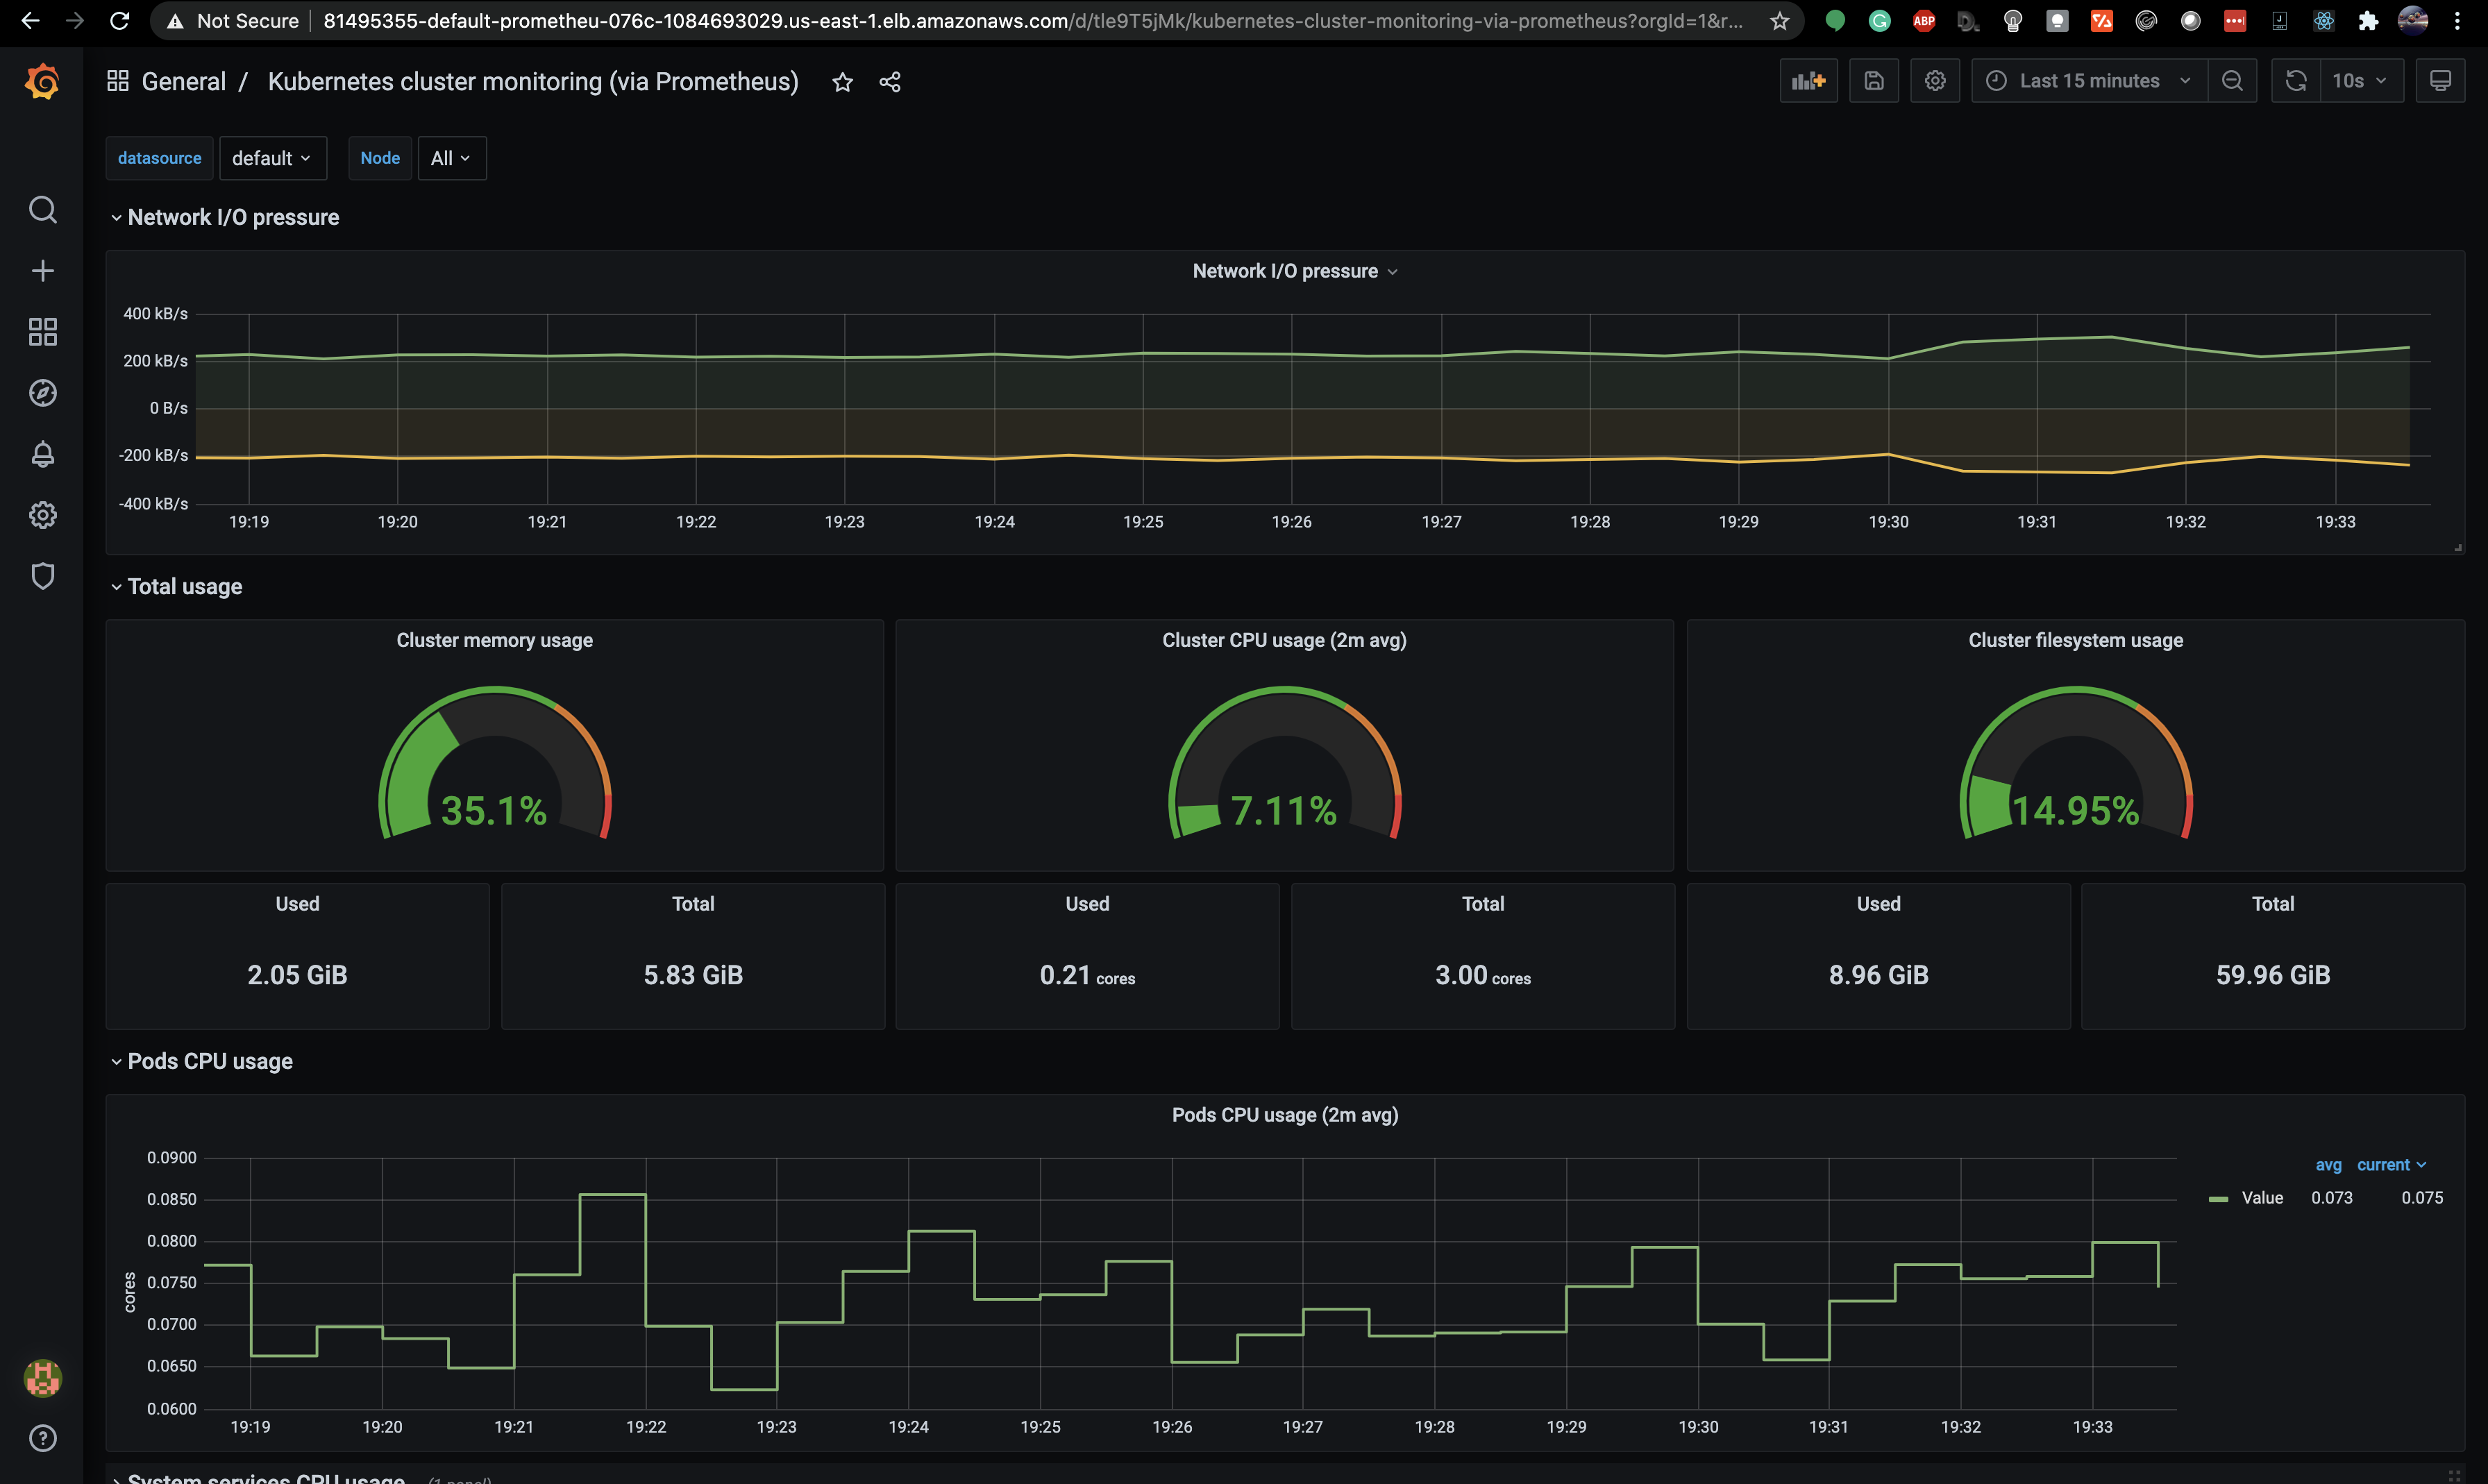 Not Secure | 81495355-default-prometheu-076c-1084693029.us-east-1.elb.amazonaws.com/d/tle9T5jMk/kubernetes-cluster-monitoring-via-prometheus?orgId=1&r...
ABP
General / Kubernetes cluster monitoring (via Prometheus)
Last 15 minutes
10s
datasource default Node All
Network I/O pressure
Network I/O pressure
400 kB/s
200 kB/s
0 B/s
-200 kB/s
-400 kB/s
19:19 19:20 19:21 19:22 19:23 19:24 19:25 19:26 19:27 19:28 19:29 19:30 19:31 19:32 19:33
Total usage
Cluster memory usage
35.1%
Cluster CPU usage (2m avg)
7.11%
Cluster filesystem usage
14.95%
Used
2.05 GiB
Total
5.83 GiB
Used
0.21 cores
Total
3.00 cores
Used
8.96 GiB
Total
59.96 GiB
Pods CPU usage
Pods CPU usage (2m avg)
cores
0.0900
0.0850
0.0800
0.0750
0.0700
0.0650
0.0600
19:19 19:20 19:21 19:22 19:23 19:24 19:25 19:26 19:27 19:28 19:29 19:30 19:31 19:32 19:33
avg current
Value 0.073 0.075
System services CPU usage (1 panel)